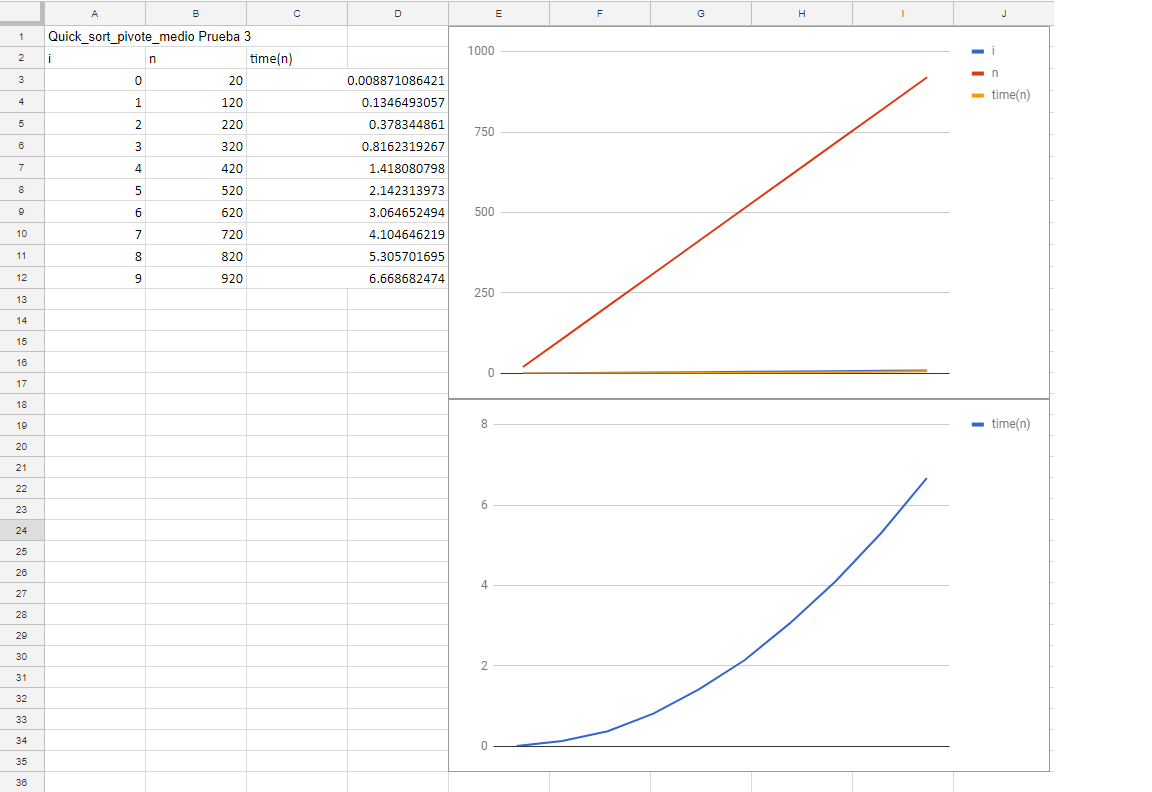 A B C D E F G H I J
1 Quick_sort_pivote_medio Prueba 3
2 i n time(n)
3 0 20 0.008871086421
4 1 120 0.1346493057
5 2 220 0.378344861
6 3 320 0.8162319267
7 4 420 1.418080798
8 5 520 2.142313973
9 6 620 3.064652494
10 7 720 4.104646219
11 8 820 5.305701695
12 9 920 6.668682474
13
14
15
16
17
18
19
20
21
22
23
24
25
26
27
28
29
30
31
32
33
34
35
36
1000
750
500
250
0
i
n
time(n)
8
6
4
2
0
time(n)